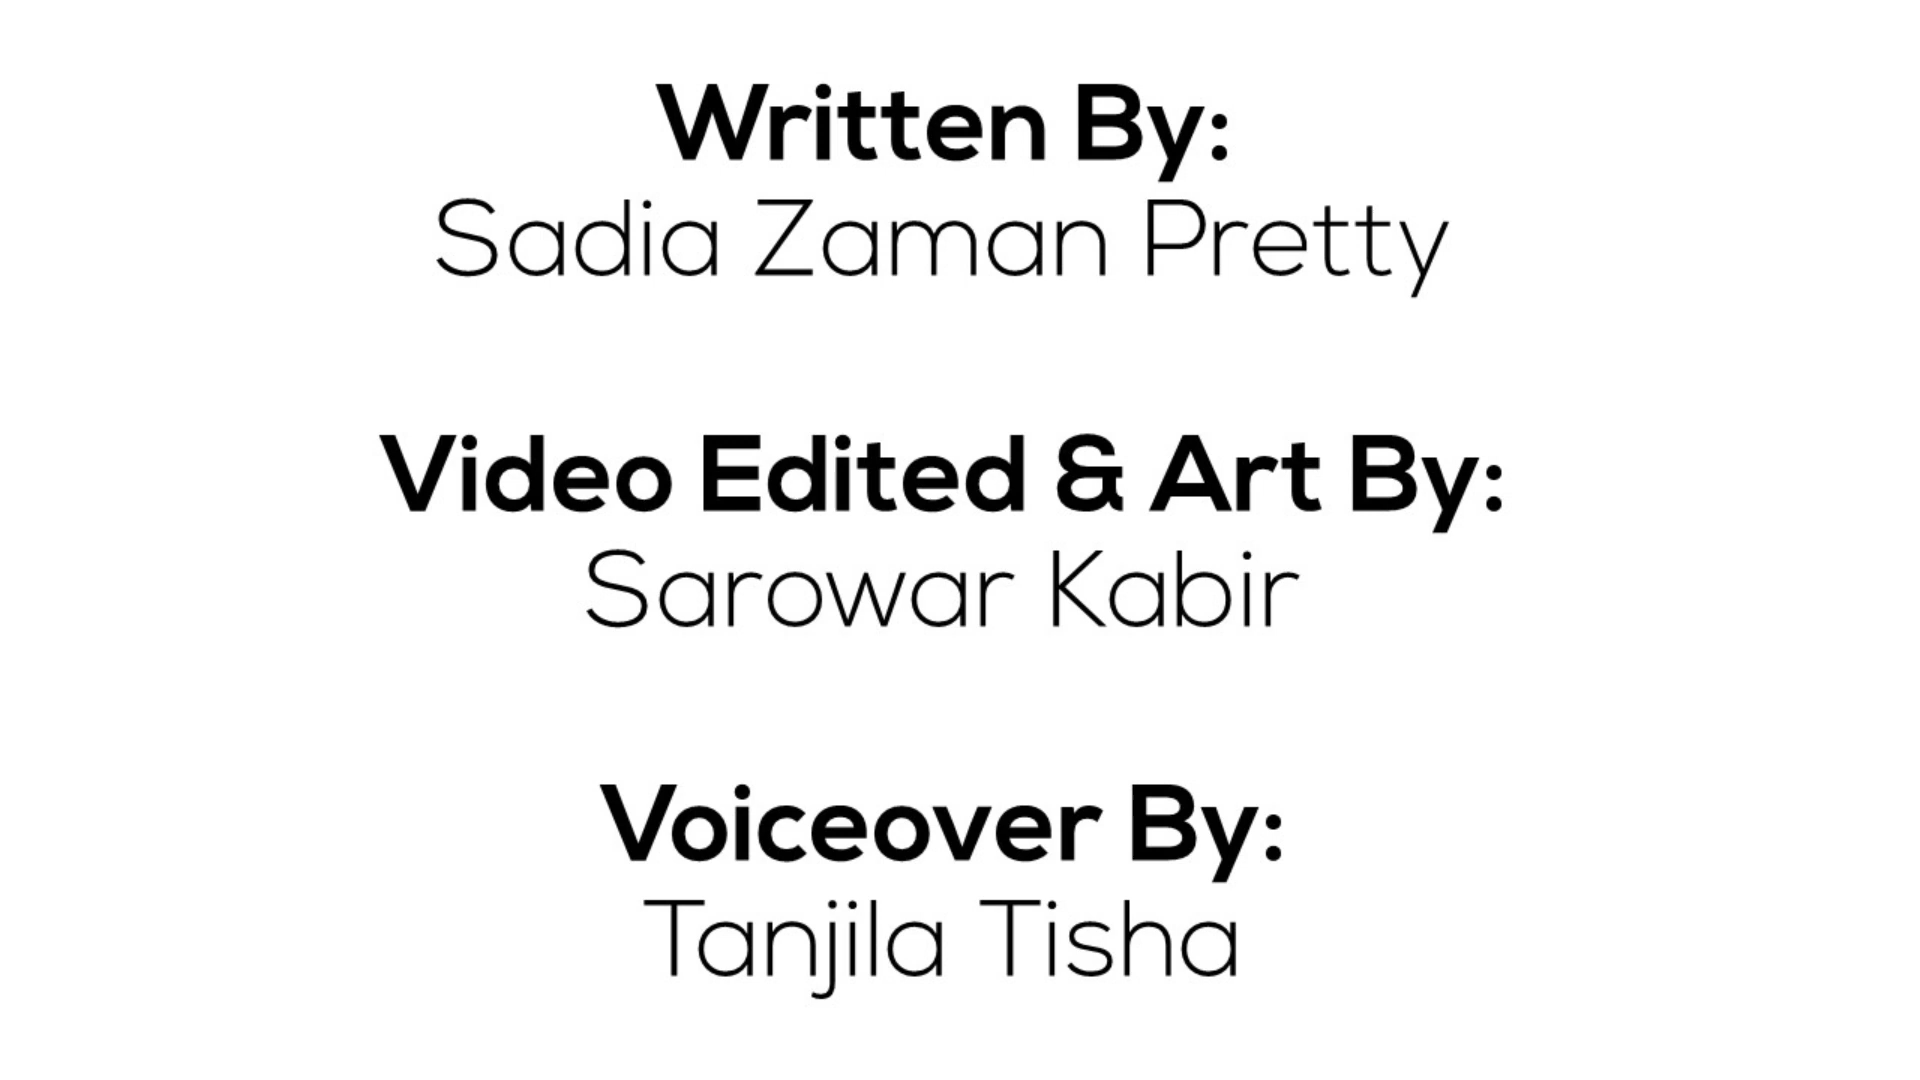 Written By:
Sadia Zaman Pretty
Video Edited & Art By:
Sarowar Kabir
Voiceover By:
Tanjila Tisha